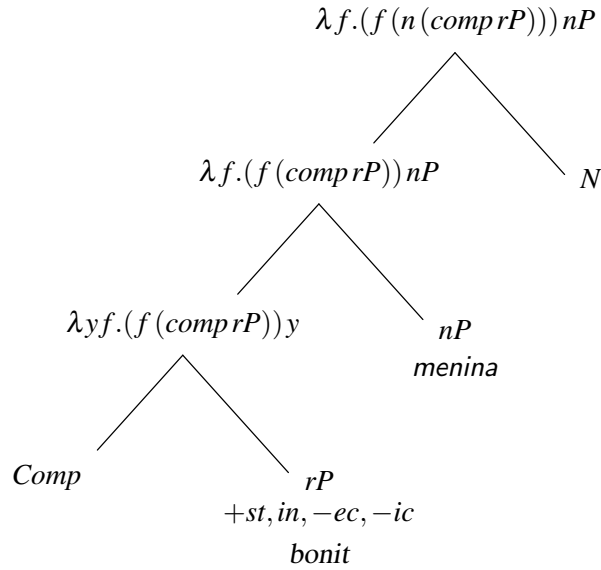 λf.(f(n(comp rP)))nP
λf.(f(comp rP))nP
N
λyf.(f(comp rP))y
nP
menina
Comp
rP
+st, in, −ec, −ic
bonit